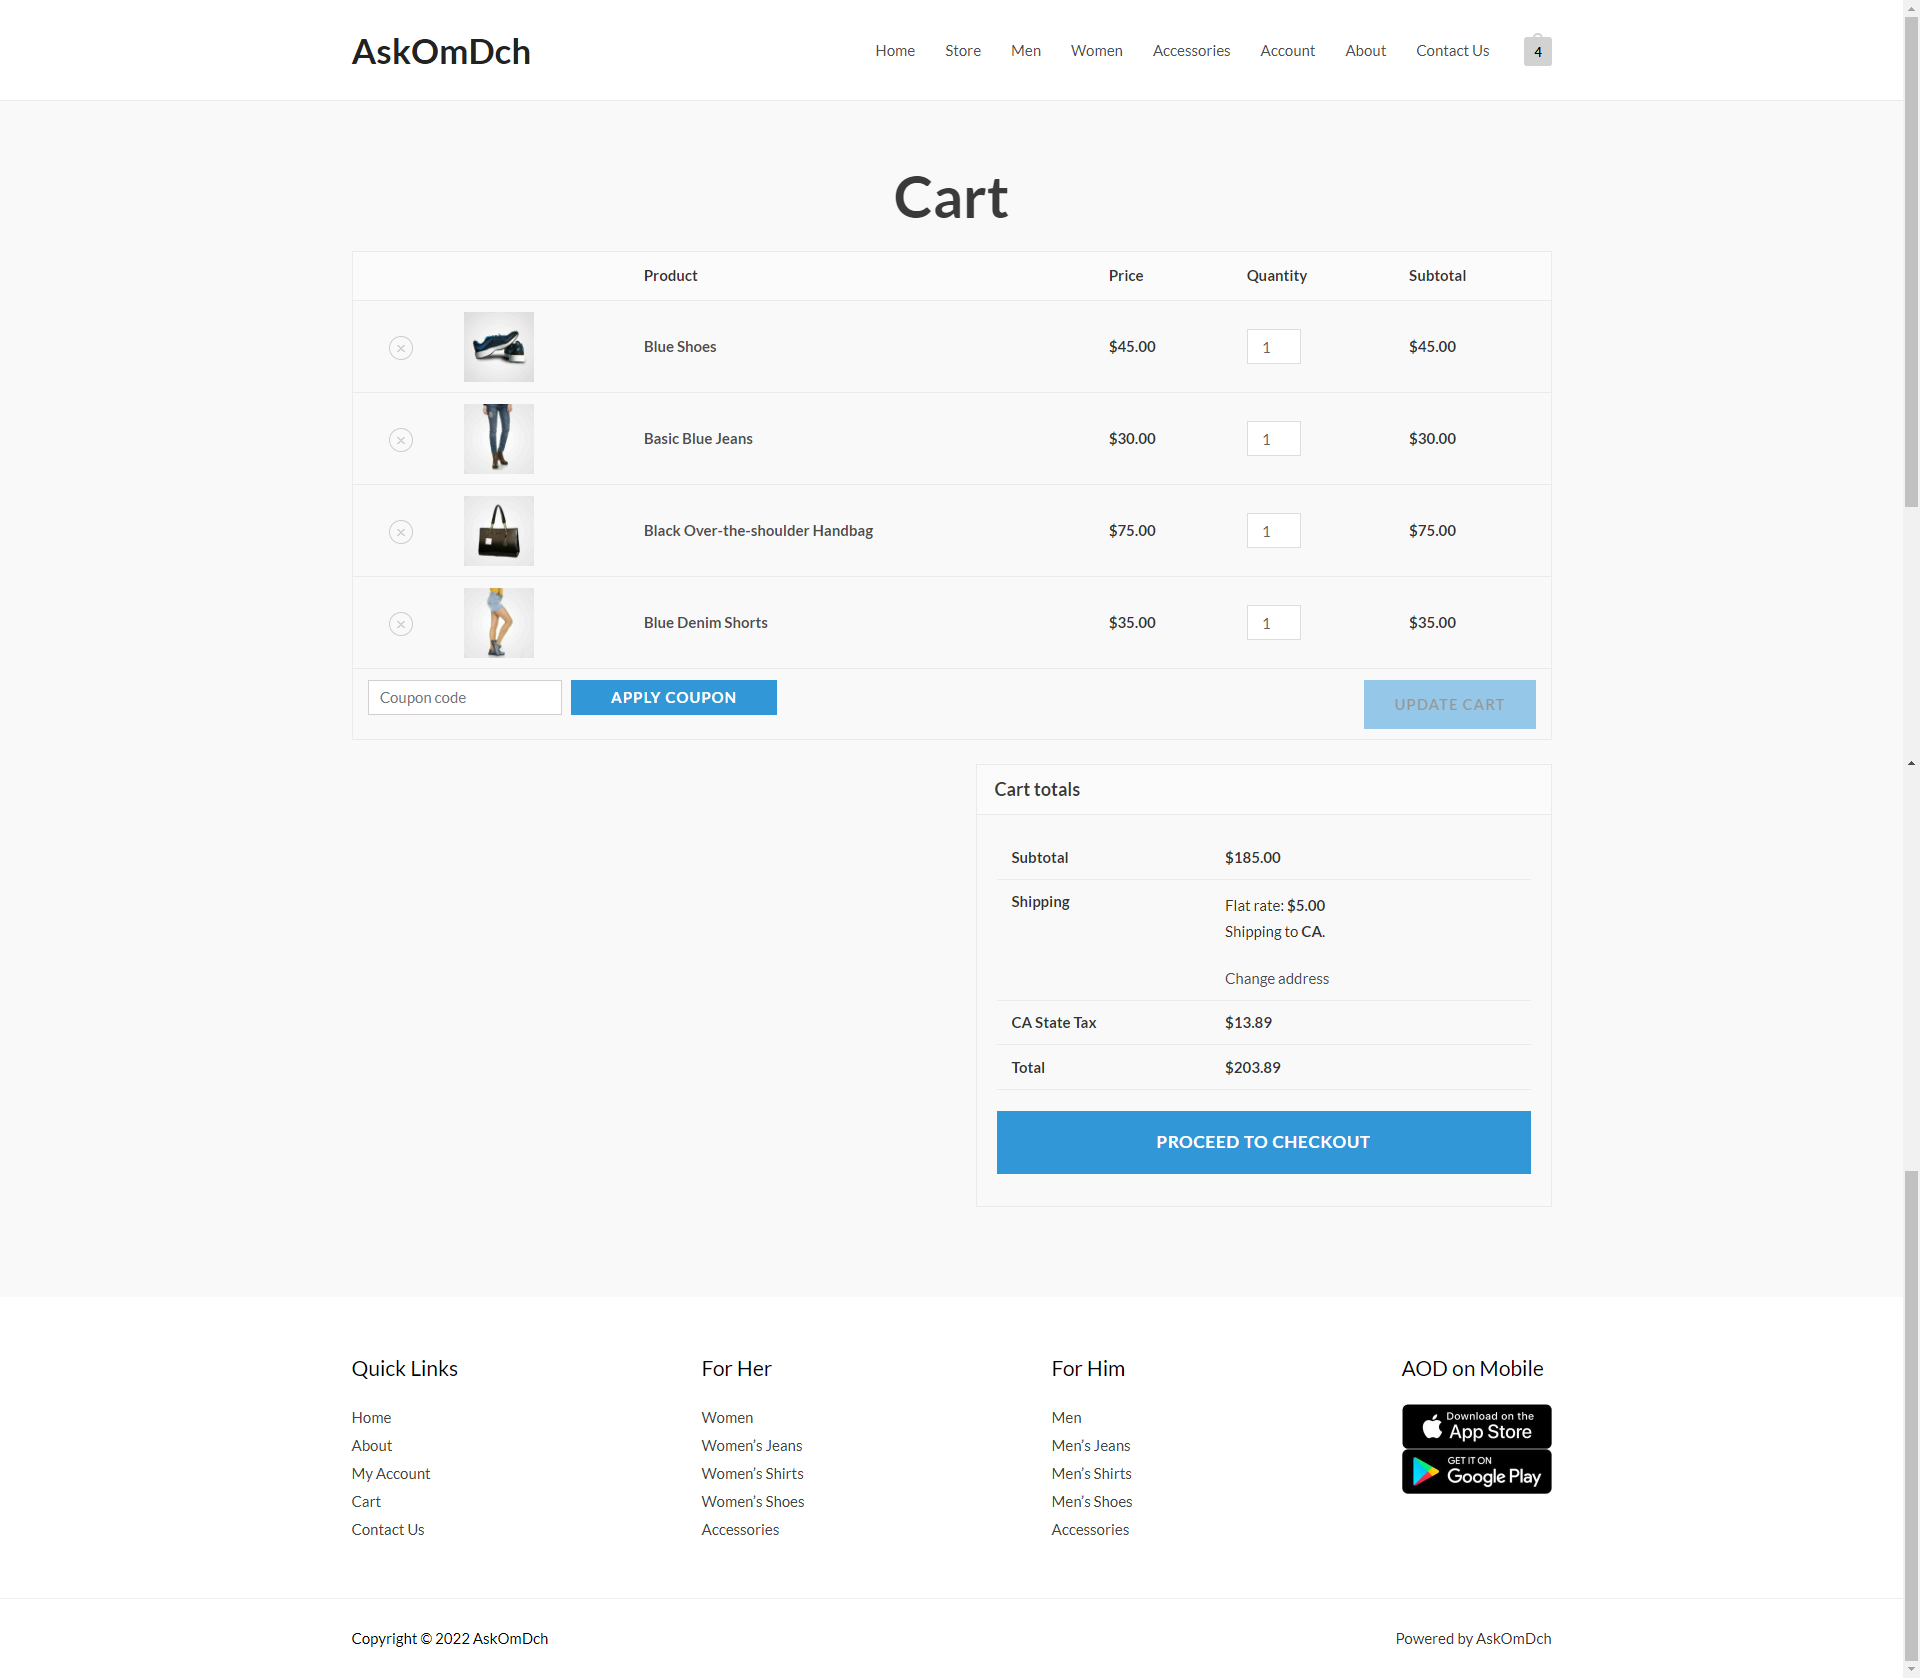 AskOmDch
Home Store Men Women Accessories Account About Contact Us 4
Cart
Product Price Quantity Subtotal
× Blue Shoes $45.00 1 $45.00
× Basic Blue Jeans $30.00 1 $30.00
× Black Over-the-shoulder Handbag $75.00 1 $75.00
× Blue Denim Shorts $35.00 1 $35.00
Coupon code APPLY COUPON UPDATE CART
Cart totals
Subtotal $185.00
Shipping Flat rate: $5.00
Shipping to CA.
Change address
CA State Tax $13.89
Total $203.89
PROCEED TO CHECKOUT
Quick Links
Home
About
My Account
Cart
Contact Us
For Her
Women
Women’s Jeans
Women’s Shirts
Women’s Shoes
Accessories
For Him
Men
Men’s Jeans
Men’s Shirts
Men’s Shoes
Accessories
AOD on Mobile
Download on the
App Store
GET IT ON
Google Play
Copyright © 2022 AskOmDch
Powered by AskOmDch